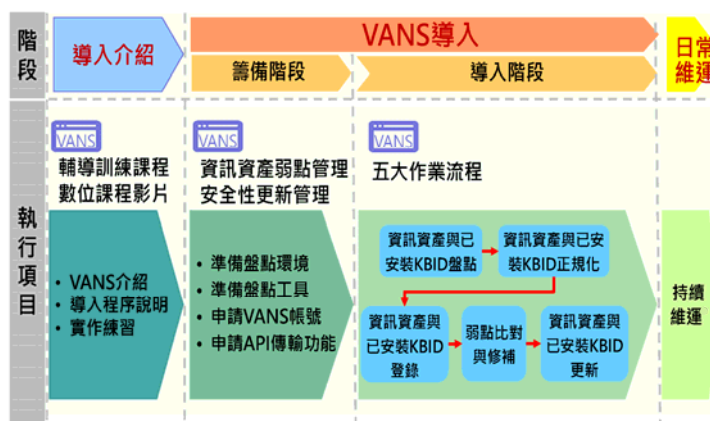 階段
導入介紹
VANS導入
籌備階段
導入階段
日常
維運
執行項目
VANS
輔導訓練課程
數位課程影片
• VANS介紹
• 導入程序說明
• 實作練習
VANS
資訊資產弱點管理
安全性更新管理
• 準備盤點環境
• 準備盤點工具
• 申請VANS帳號
• 申請API傳輸功能
VANS
五大作業流程
資訊資產與已
安裝KBID盤點
資訊資產與已安
裝KBID正規化
資訊資產與
已安裝KBID
登錄
弱點比對
與修補
資訊資產與
已安裝KBID
更新
持續
維運